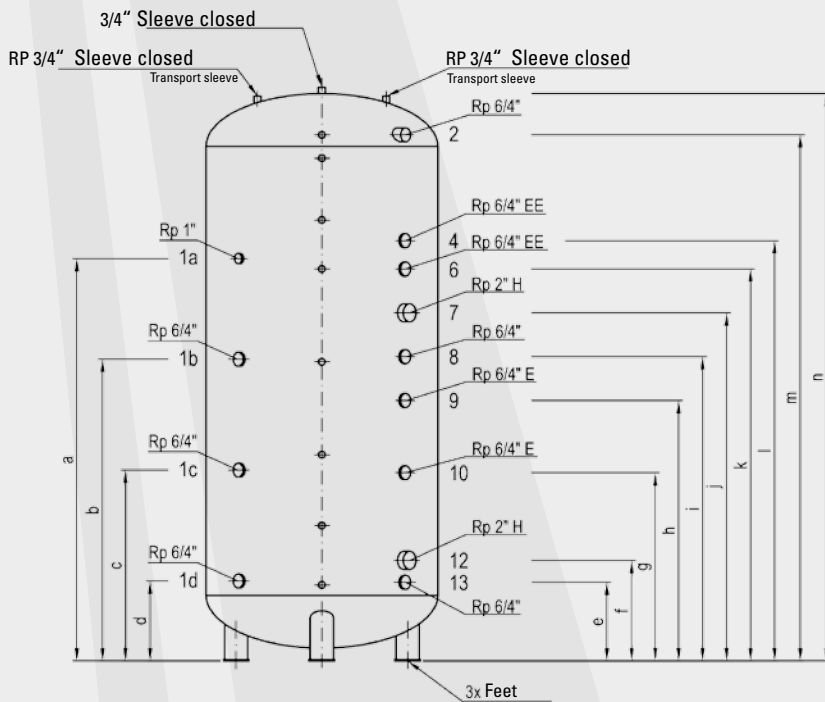 3/4“ Sleeve closed
RP 3/4“ Sleeve closed
Transport sleeve
RP 3/4“ Sleeve closed
Transport sleeve
Rp 6/4"
2
Rp 6/4" EE
4
Rp 1"
1a
Rp 6/4" EE
6
Rp 2" H
7
Rp 6/4"
1b
Rp 6/4"
8
Rp 6/4" E
9
Rp 6/4"
1c
Rp 6/4" E
10
Rp 2" H
12
Rp 6/4"
1d
13
Rp 6/4"
a
b
c
d
e
f
g
h
i
j
k
l
m
n
3x Feet